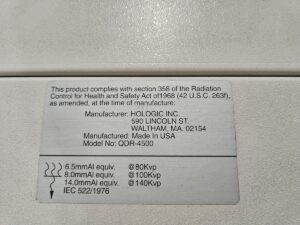 This product complies with section 358 of the Radiation
Control for Health and Safety Act of1968 (42 U.S.C. 263f),
as amended, at the time of manufacture:
Manufacturer: HOLOGIC INC.
590 LINCOLN ST.
WALTHAM, MA. 02154
Manufactured: Made In USA
Model No: QDR-4500
6.5mmAl equiv. @80Kvp
8.0mmAl equiv. @100Kvp
14.0mmAl equiv. @140Kvp
IEC 522/1976